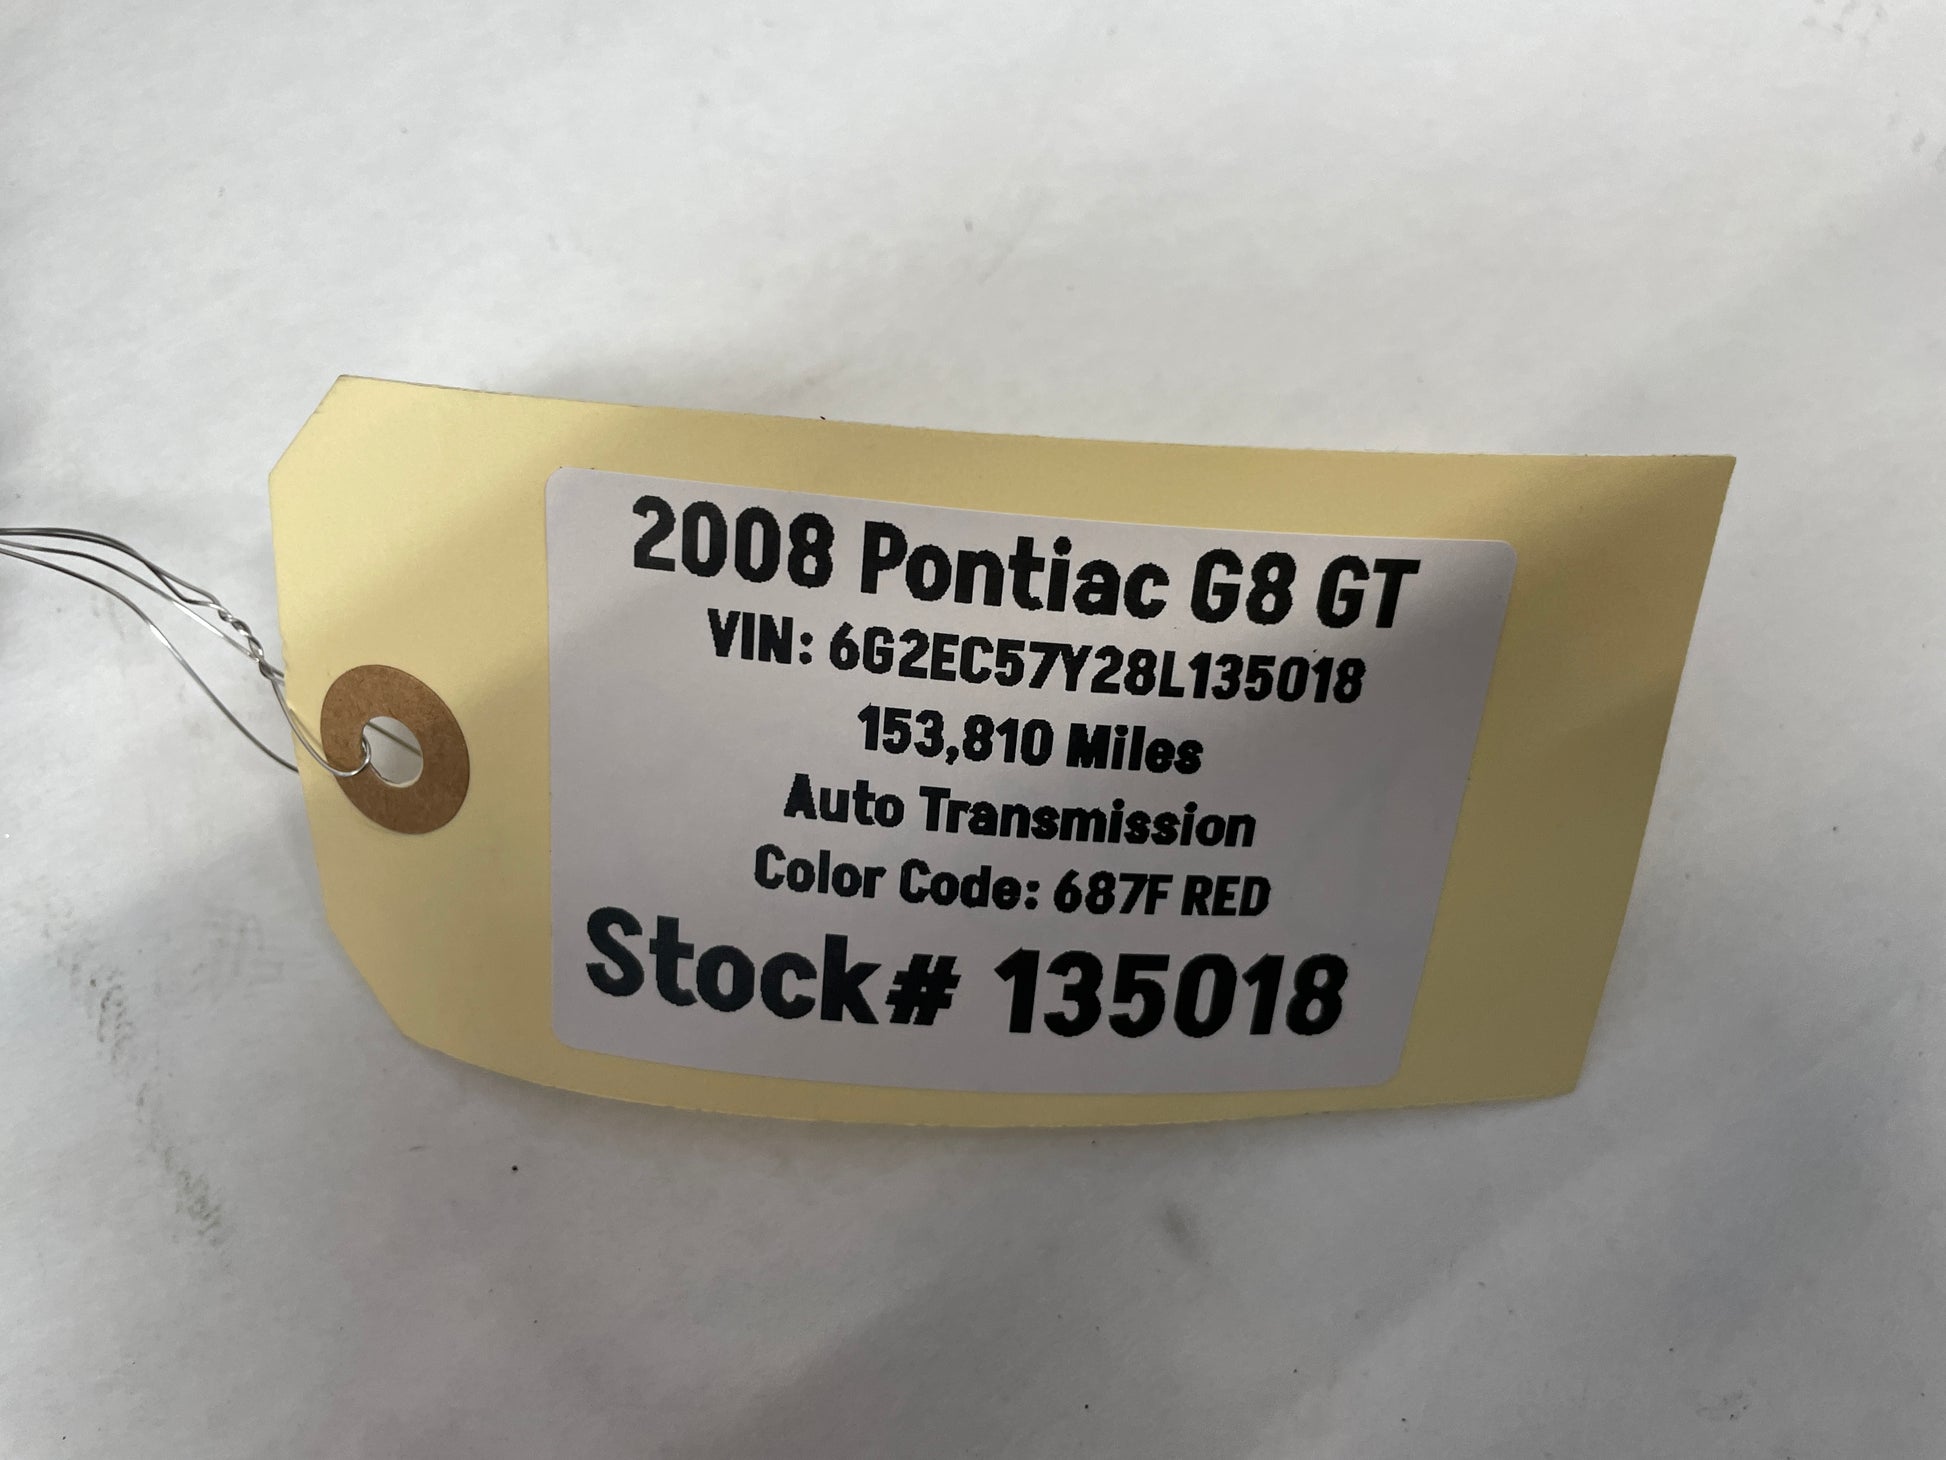 2008 Pontiac G8 GT
VIN: 6G2EC57Y28L135018
153,810 Miles
Auto Transmission
Color Code: 687F RED
Stock# 135018